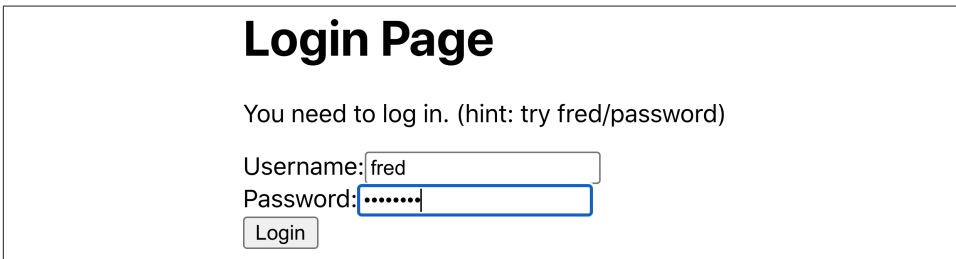 Login Page
You need to log in. (hint: try fred/password)
Username: fred
Password: ••••••••
Login